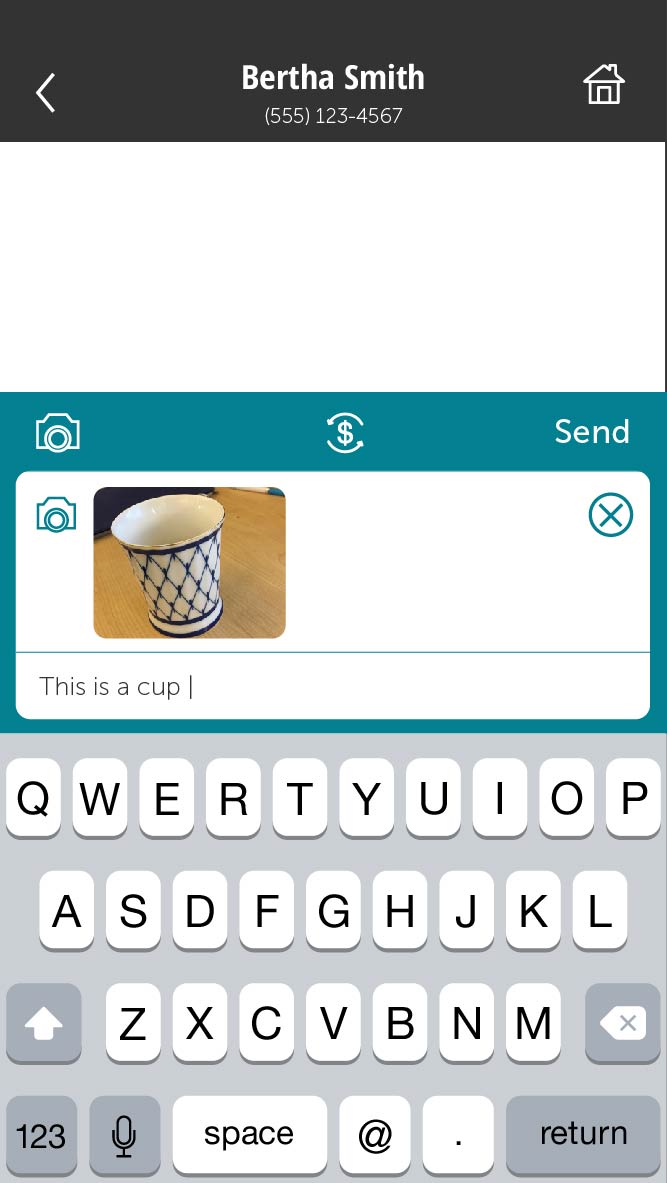 Bertha Smith
(555) 123-4567
$ Send
This is a cup
Q W E R T Y U I O P
A S D F G H J K L
Z X C V B N M
123 space @ . return